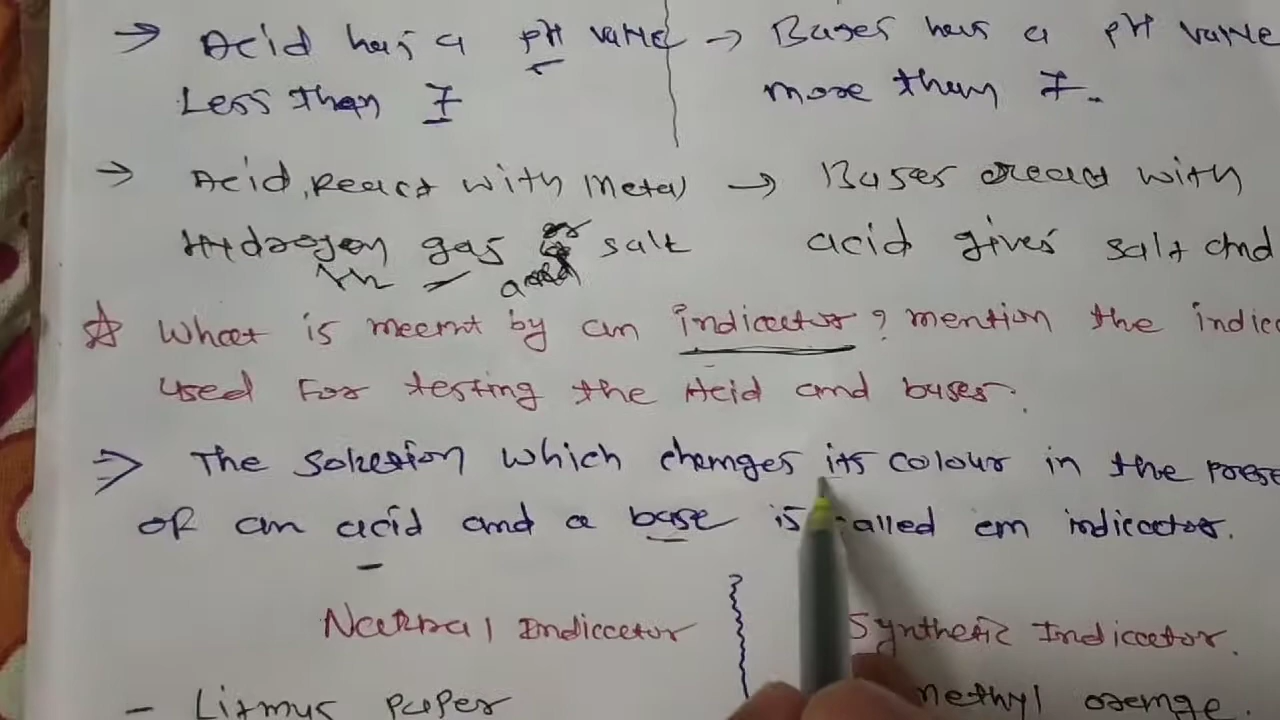 → Acid has a pH value
Less than 7
→ Bases has a pH value
more than 7.
→ Acid, React with metal
Hydrogen gas salt
→ Bases react with
acid gives salt and
☆ What is meant by an indicator? mention the indic
used For testing the Acid and bases.
⇒ The solution which changes its colour in the prese
of an acid and a base is called an indicator.
Natural Indicator
- Litmus paper
Synthetic Indicator.
methyl orange.